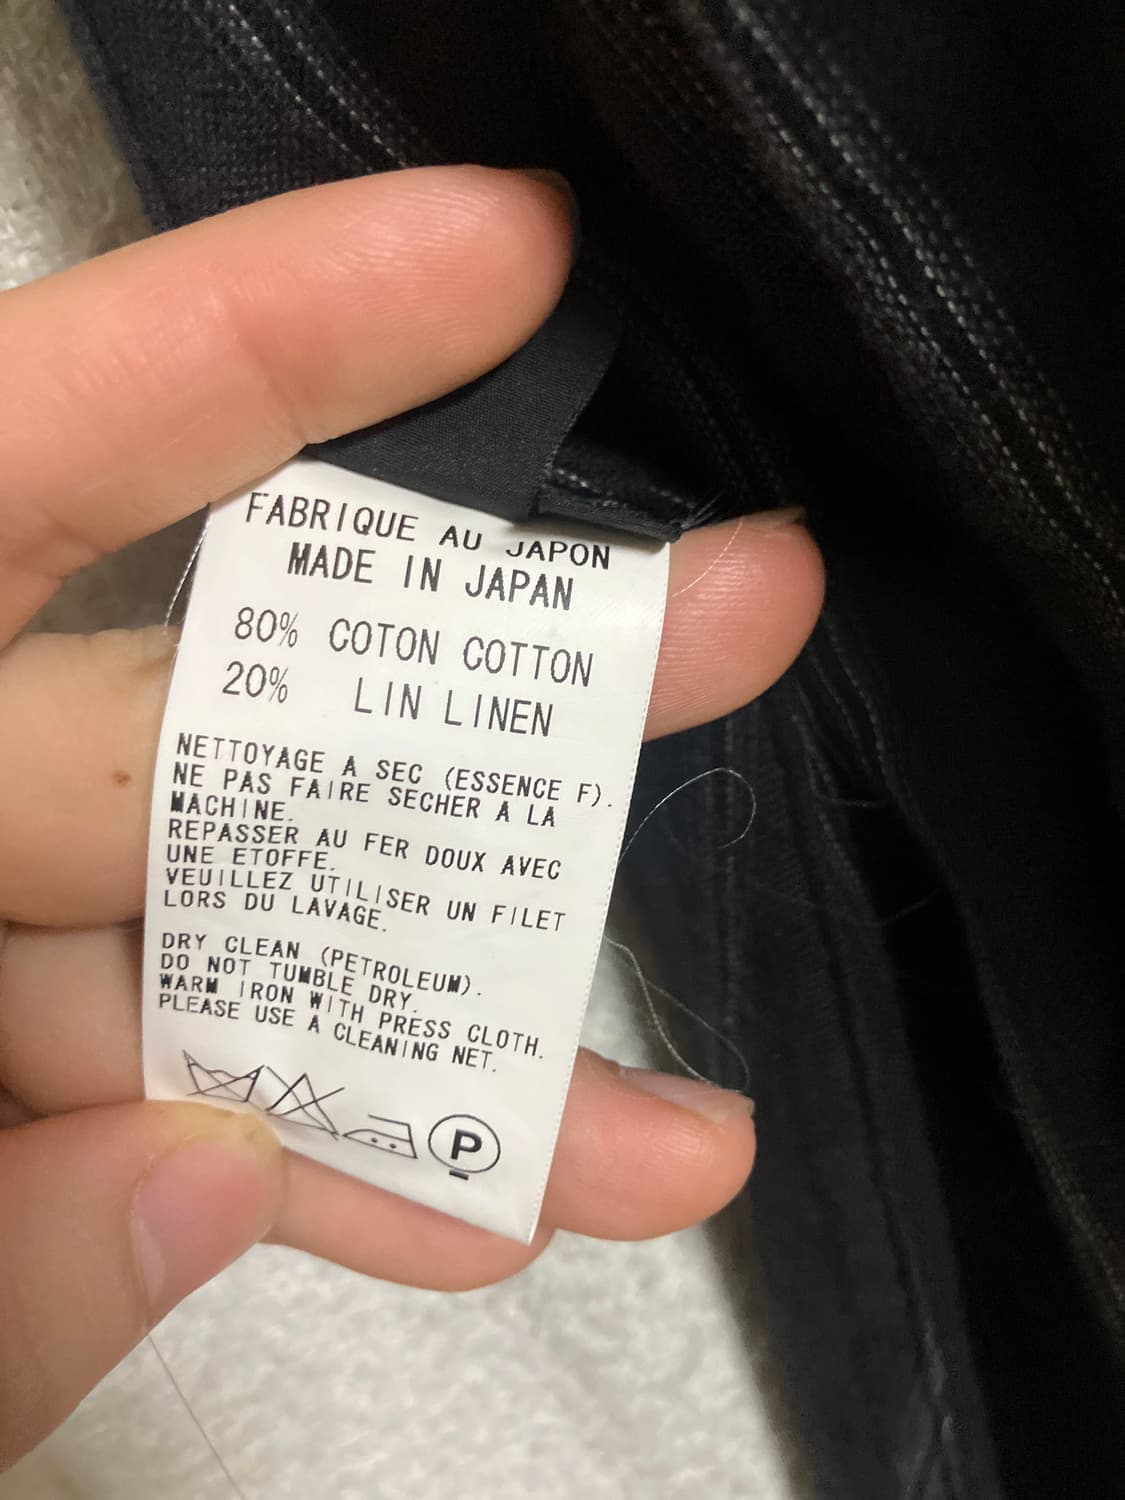 FABRIQUE AU JAPON
MADE IN JAPAN
80% COTON COTTON
20% LIN LINEN
NETTOYAGE A SEC (ESSENCE F).
NE PAS FAIRE SECHER A LA
MACHINE.
REPASSER AU FER DOUX AVEC
UNE ETOFFE.
VEUILLEZ UTILISER UN FILET
LORS DU LAVAGE.
DRY CLEAN (PETROLEUM).
DO NOT TUMBLE DRY.
WARM IRON WITH PRESS CLOTH.
PLEASE USE A CLEANING NET.
P